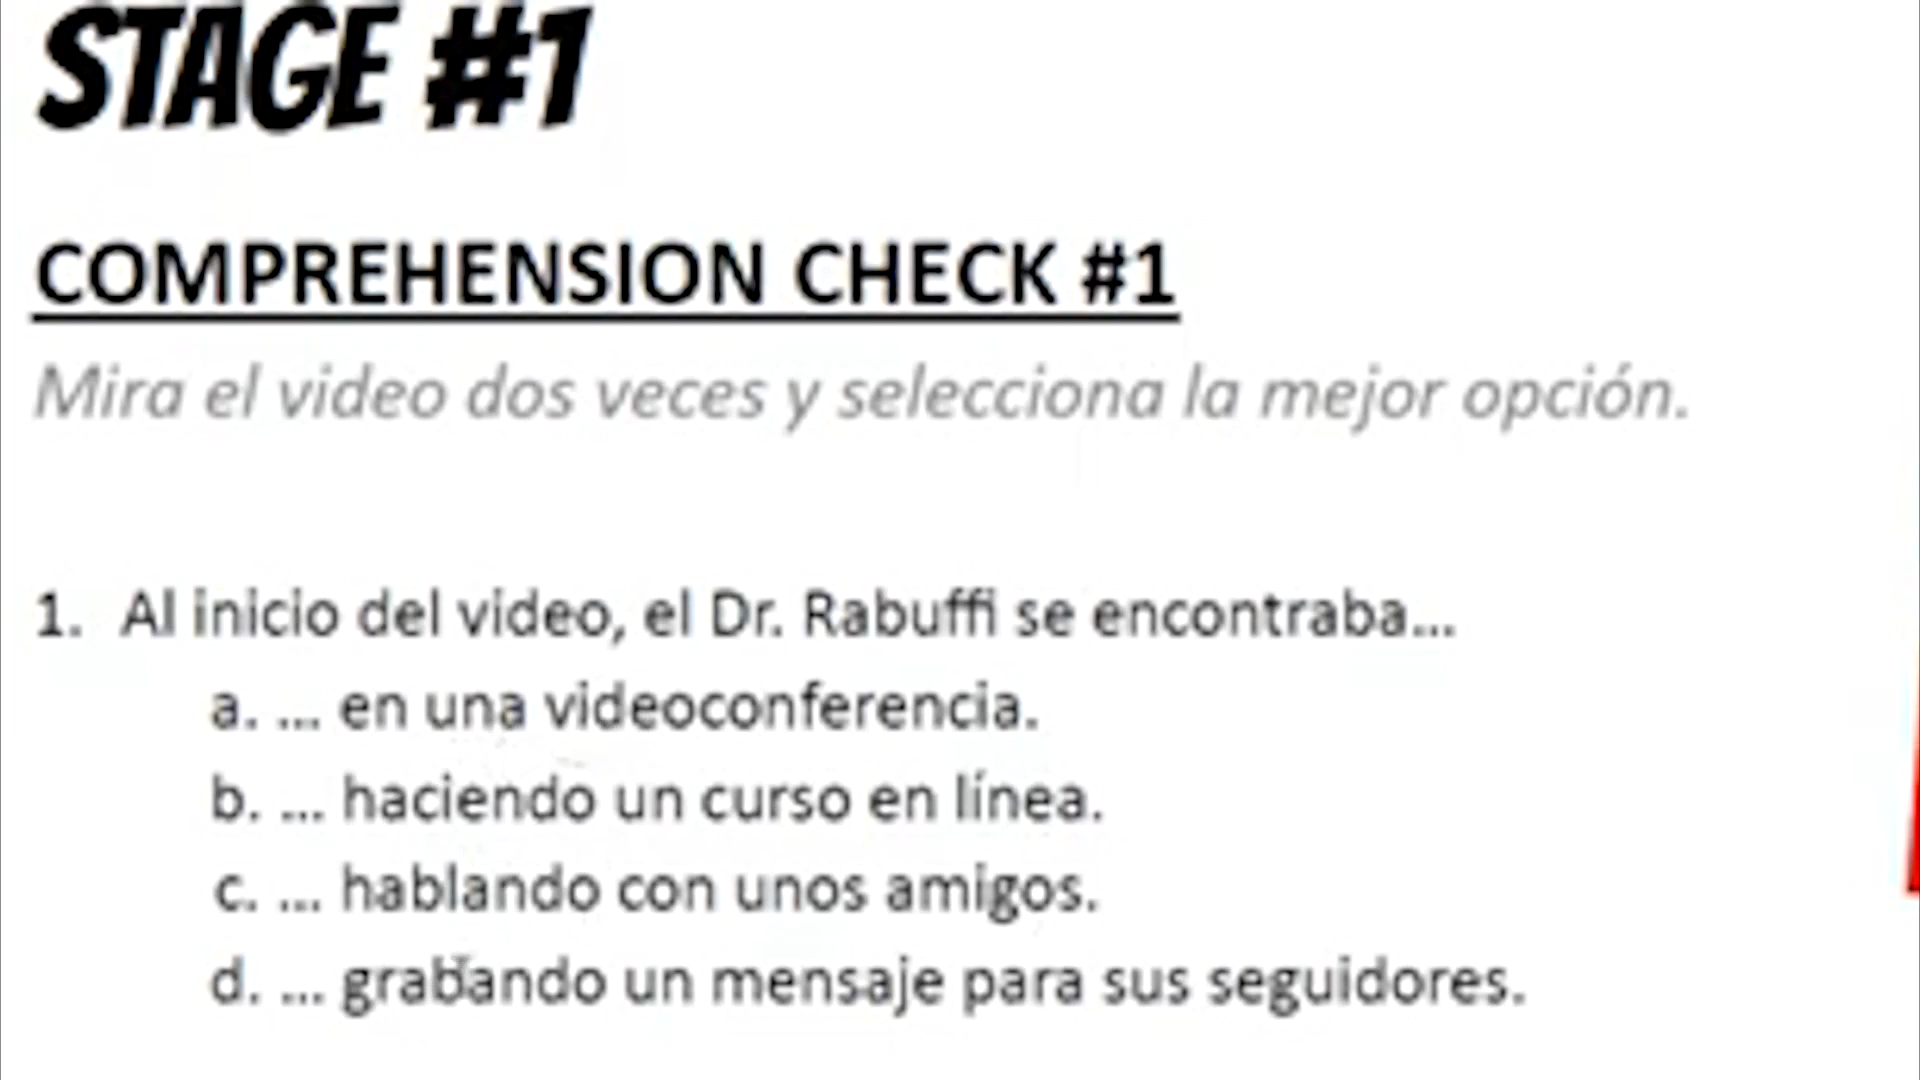 STAGE #1
COMPREHENSION CHECK #1
Mira el video dos veces y selecciona la mejor opción.
1. Al inicio del video, el Dr. Rabuffi se encontraba...
a. ... en una videoconferencia.
b. ... haciendo un curso en línea.
c. ... hablando con unos amigos.
d. ... grabando un mensaje para sus seguidores.